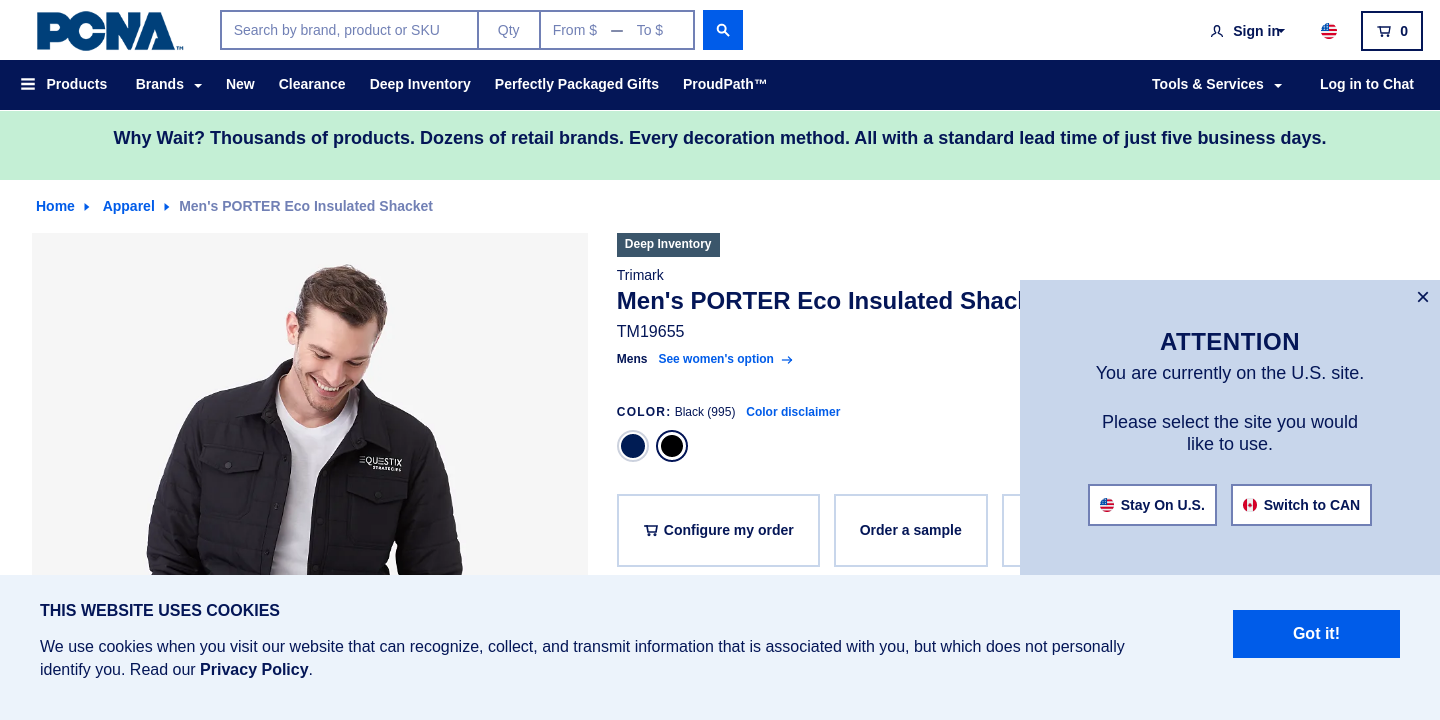 PCNA™
Search by brand, product or SKU
Qty
From $ — To $
Sign in
0
Products
Brands
New
Clearance
Deep Inventory
Perfectly Packaged Gifts
ProudPath™
Tools & Services
Log in to Chat
Why Wait? Thousands of products. Dozens of retail brands. Every decoration method. All with a standard lead time of just five business days.
Home
Apparel
Men's PORTER Eco Insulated Shacket
EQUESTIX
STRATEGIES
Deep Inventory
Trimark
Men's PORTER Eco Insulated Shack
TM19655
Mens See women's option
COLOR: Black (995) Color disclaimer
Configure my order
Order a sample
×
ATTENTION
You are currently on the U.S. site.
Please select the site you would
like to use.
Stay On U.S.
Switch to CAN
THIS WEBSITE USES COOKIES
We use cookies when you visit our website that can recognize, collect, and transmit information that is associated with you, but which does not personally
identify you. Read our Privacy Policy.
Got it!